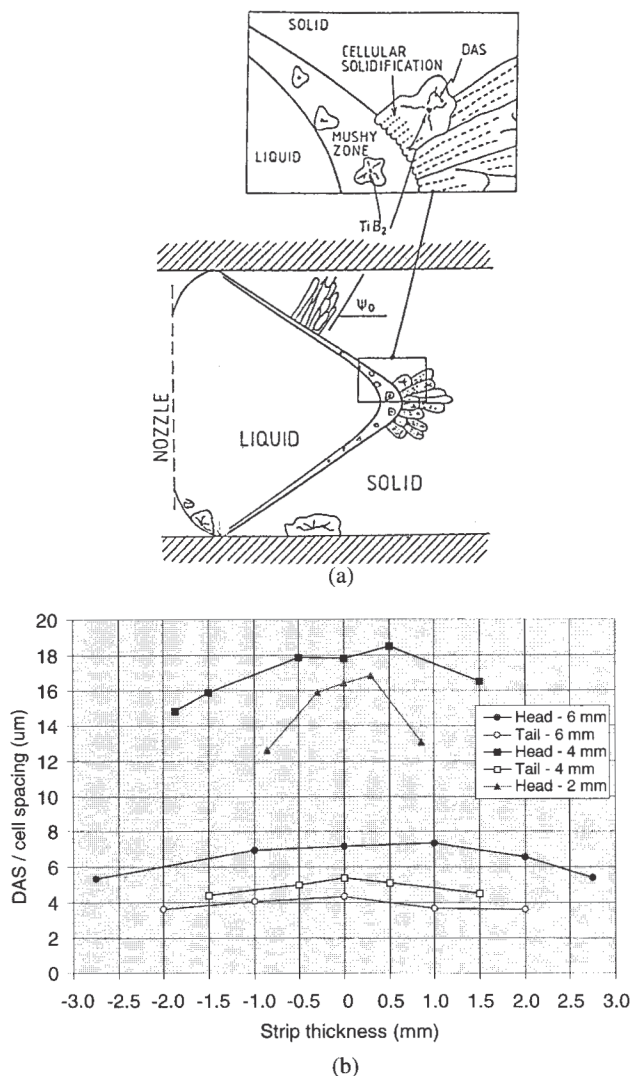 SOLID
CELLULAR
SOLIDIFICATION
DAS
MUSHY
ZONE
LIQUID
TiB₂
Ψ₀
NOZZLE
LIQUID
SOLID
(a)
20
18
16
14
12
10
8
6
4
2
0
DAS / cell spacing (um)
Head - 6 mm
Tail - 6 mm
Head - 4 mm
Tail - 4 mm
Head - 2 mm
-3.0 -2.5 -2.0 -1.5 -1.0 -0.5 0 0.5 1.0 1.5 2.0 2.5 3.0
Strip thickness (mm)
(b)